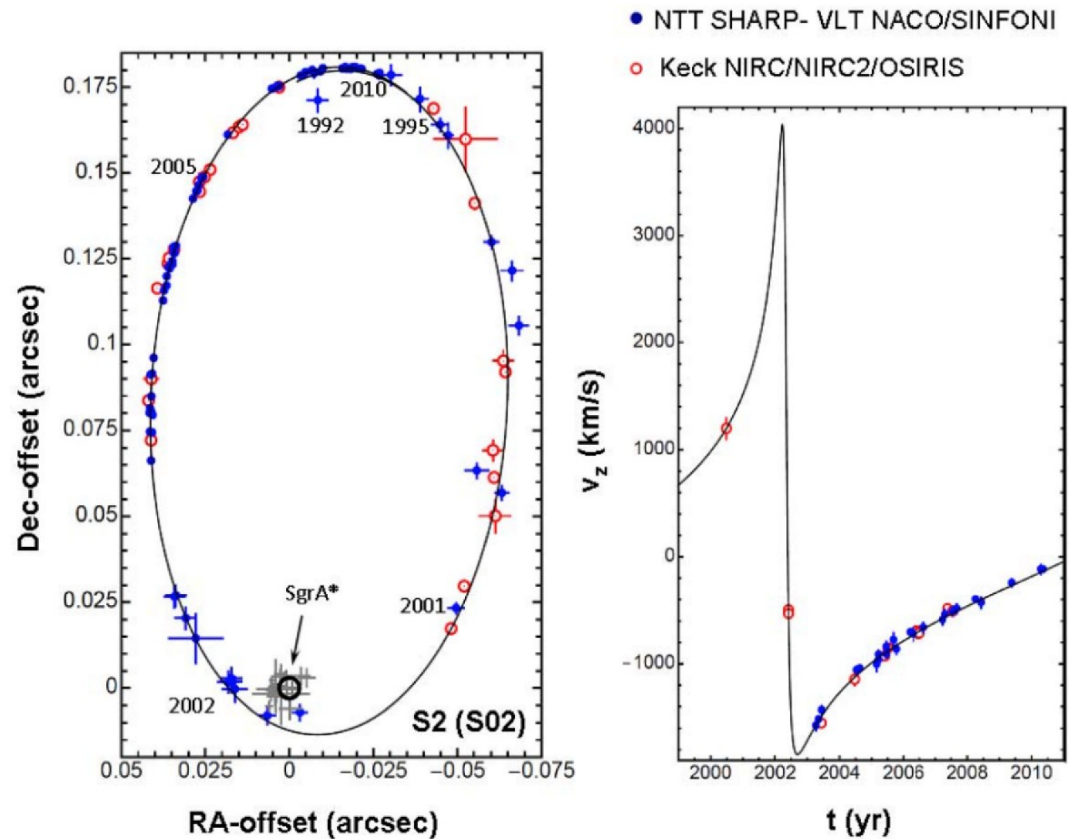 NTT SHARP- VLT NACO/SINFONI
Keck NIRC/NIRC2/OSIRIS
Dec-offset (arcsec)
0.175
0.15
0.125
0.1
0.075
0.05
0.025
0
2010
1992
1995
2005
SgrA*
2001
2002
S2 (S02)
0.05 0.025 0 −0.025 −0.05 −0.075
RA-offset (arcsec)
vz (km/s)
4000
3000
2000
1000
0
−1000
2000 2002 2004 2006 2008 2010
t (yr)